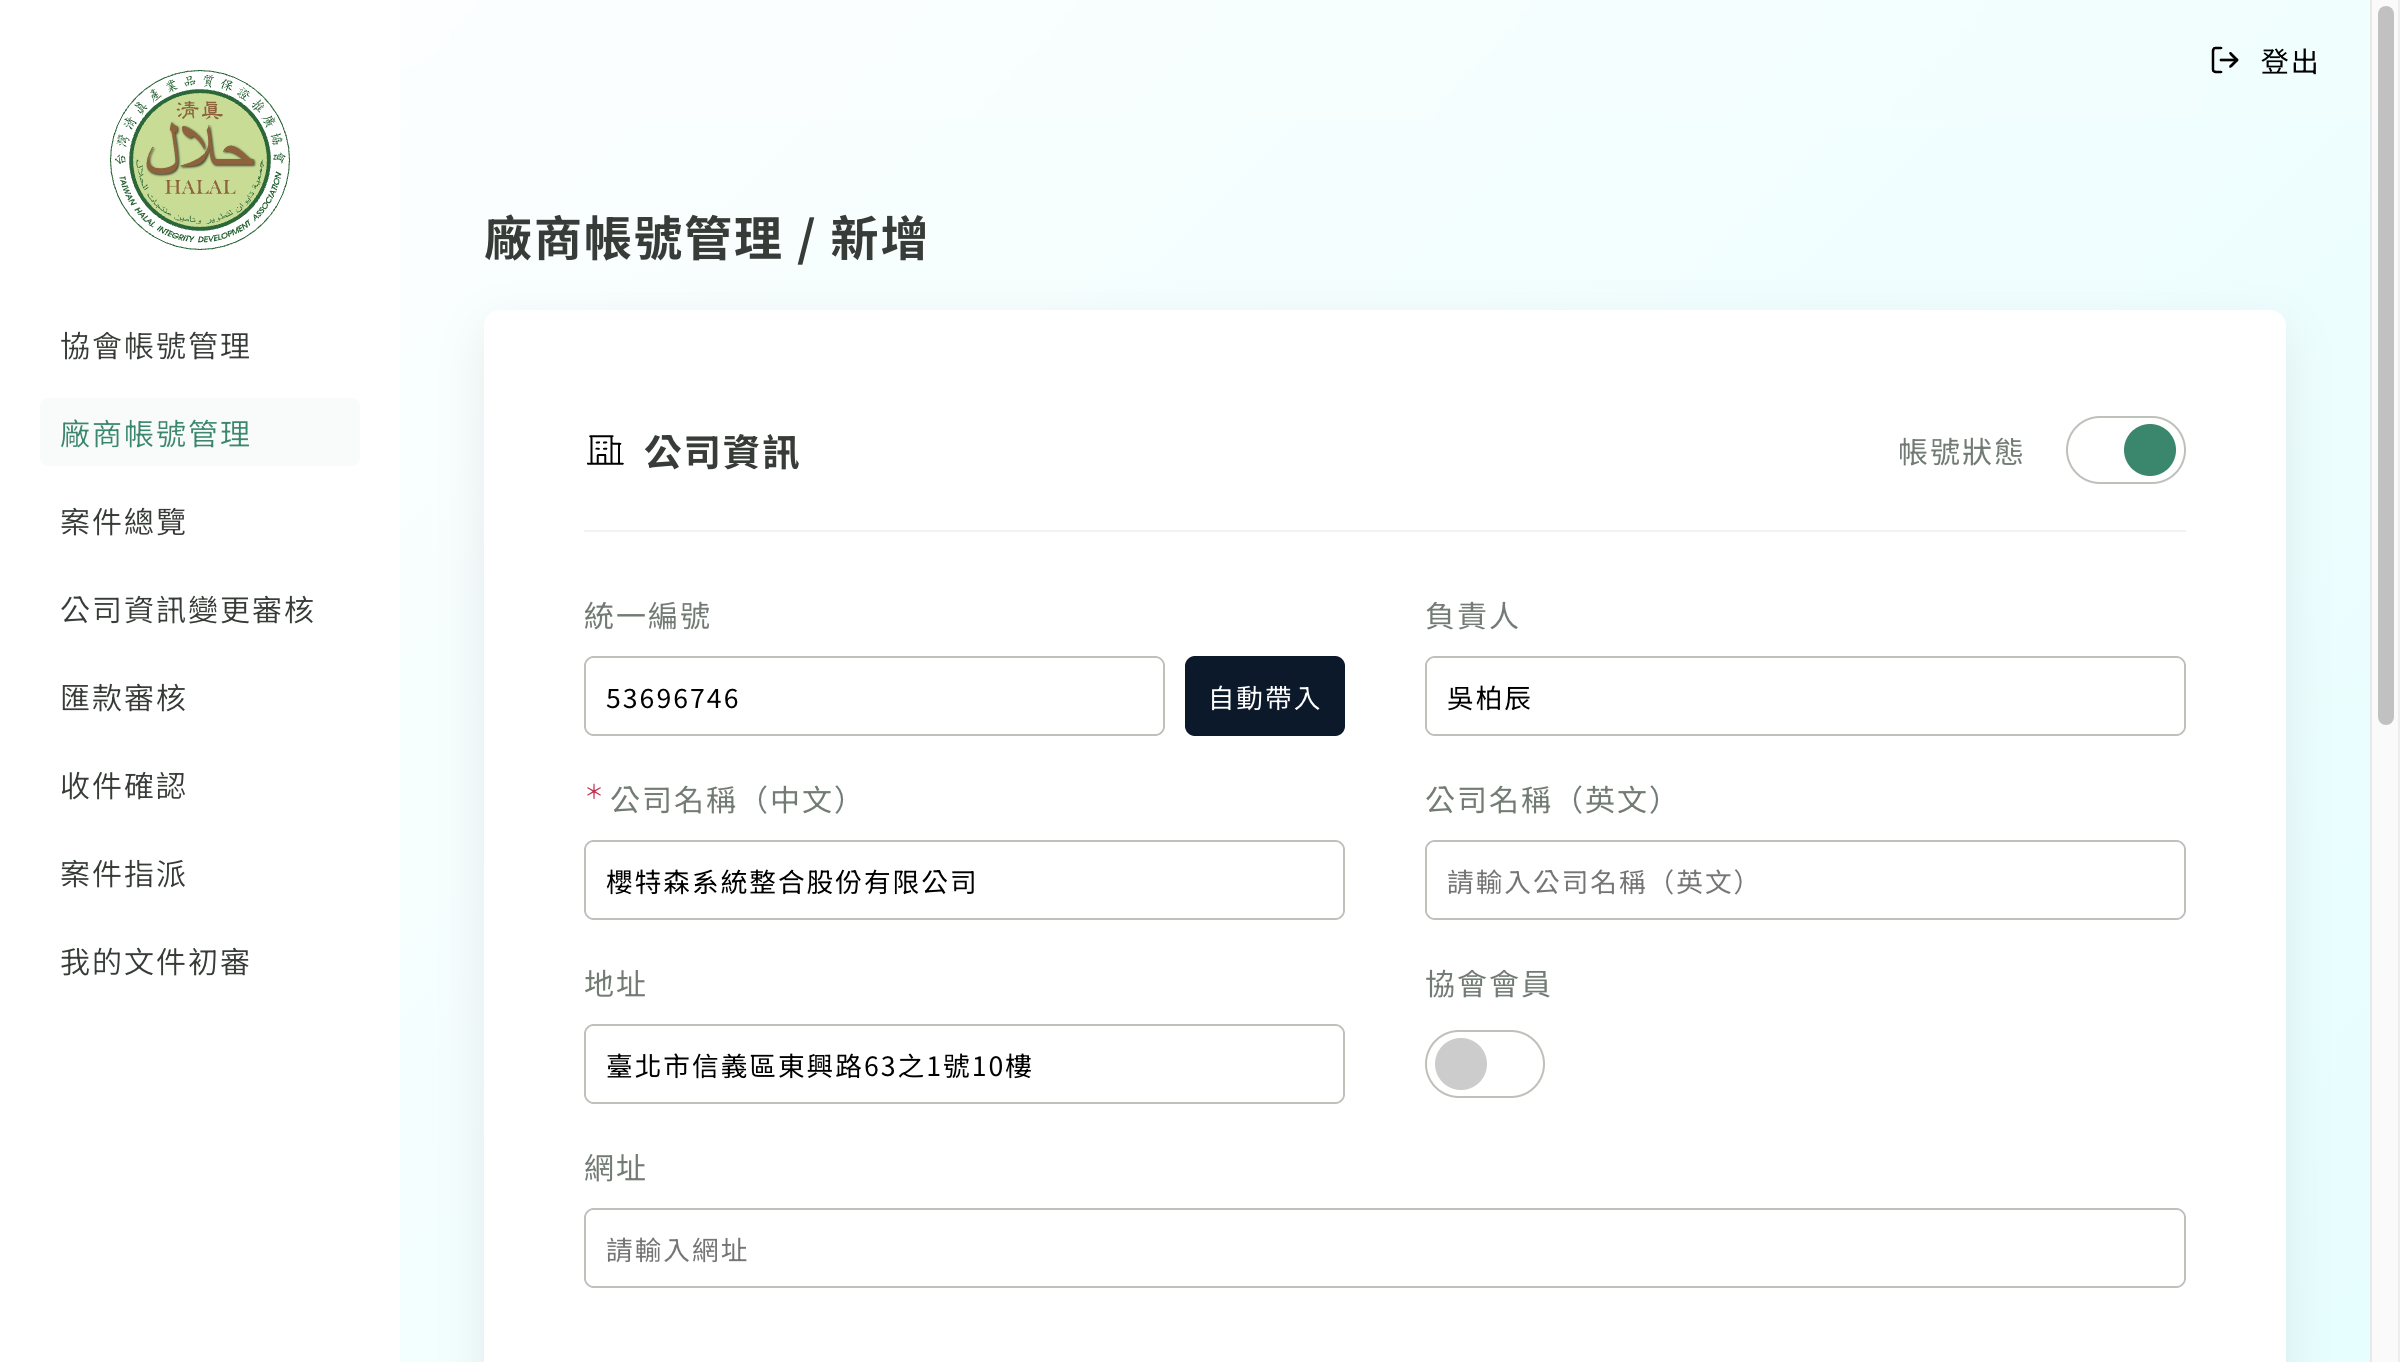 台灣清真產業品質保證推廣協會
清真
حلال
HALAL
TAIWAN HALAL INTEGRITY DEVELOPMENT ASSOCIATION
登出
協會帳號管理
廠商帳號管理
案件總覽
公司資訊變更審核
匯款審核
收件確認
案件指派
我的文件初審
廠商帳號管理 / 新增
公司資訊
帳號狀態
統一編號
53696746
自動帶入
負責人
吳柏辰
*公司名稱（中文）
櫻特森系統整合股份有限公司
公司名稱（英文）
請輸入公司名稱（英文）
地址
臺北市信義區東興路63之1號10樓
協會會員
網址
請輸入網址